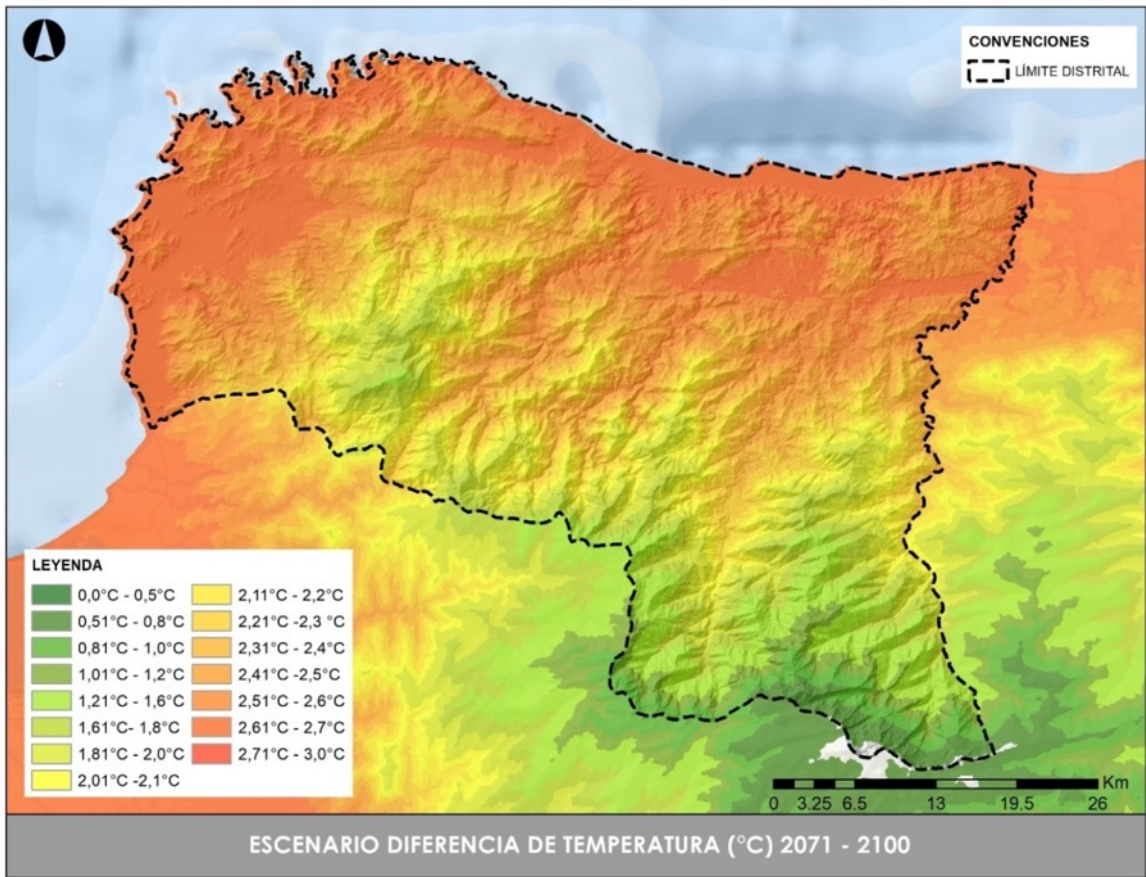 CONVENCIONES
LÍMITE DISTRITAL
LEYENDA
0,0°C - 0,5°C
0,51°C - 0,8°C
0,81°C - 1,0°C
1,01°C - 1,2°C
1,21°C - 1,6°C
1,61°C- 1,8°C
1,81°C - 2,0°C
2,01°C -2,1°C
2,11°C - 2,2°C
2,21°C -2,3 °C
2,31°C - 2,4°C
2,41°C -2,5°C
2,51°C - 2,6°C
2,61°C - 2,7°C
2,71°C - 3,0°C
Km
0 3.25 6.5 13 19.5 26
ESCENARIO DIFERENCIA DE TEMPERATURA (°C) 2071 - 2100